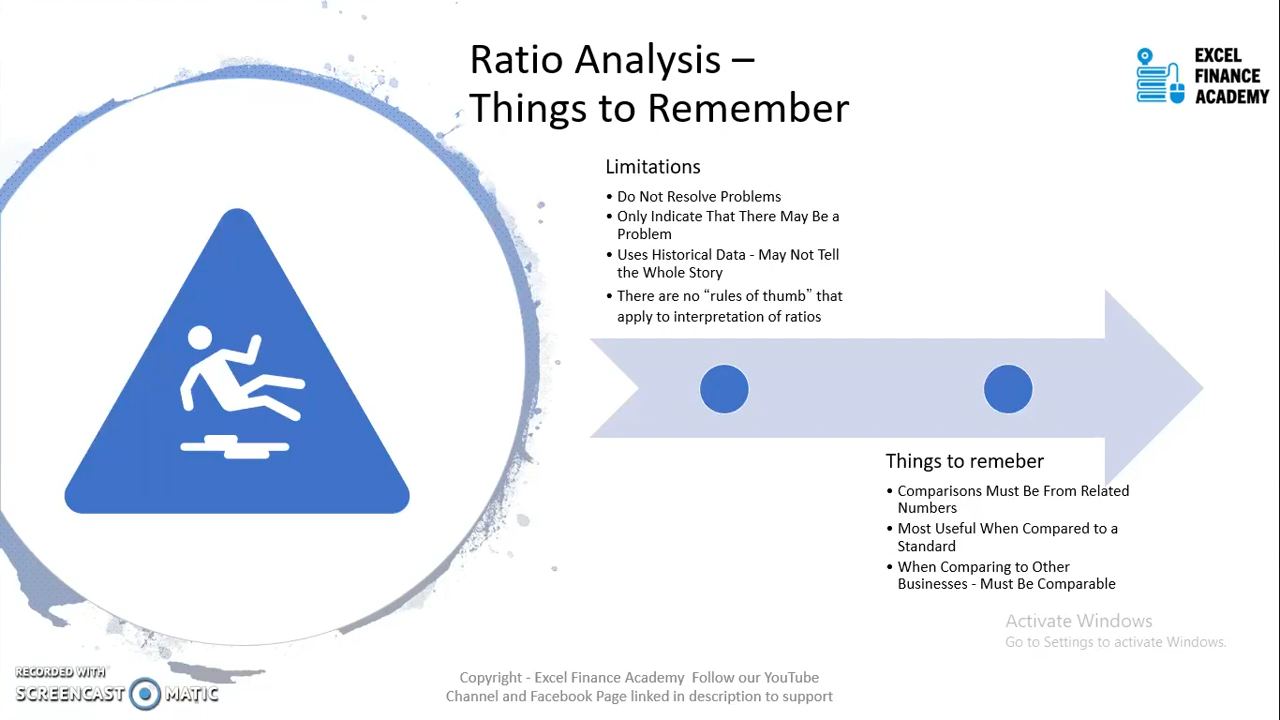 Ratio Analysis –
Things to Remember
EXCEL
FINANCE
ACADEMY
Limitations
• Do Not Resolve Problems
• Only Indicate That There May Be a
Problem
• Uses Historical Data - May Not Tell
the Whole Story
• There are no “rules of thumb” that
apply to interpretation of ratios
Things to remeber
• Comparisons Must Be From Related
Numbers
• Most Useful When Compared to a
Standard
• When Comparing to Other
Businesses - Must Be Comparable
Activate Windows
Go to Settings to activate Windows.
RECORDED WITH
SCREENCAST MATIC
Copyright - Excel Finance Academy Follow our YouTube
Channel and Facebook Page linked in description to support